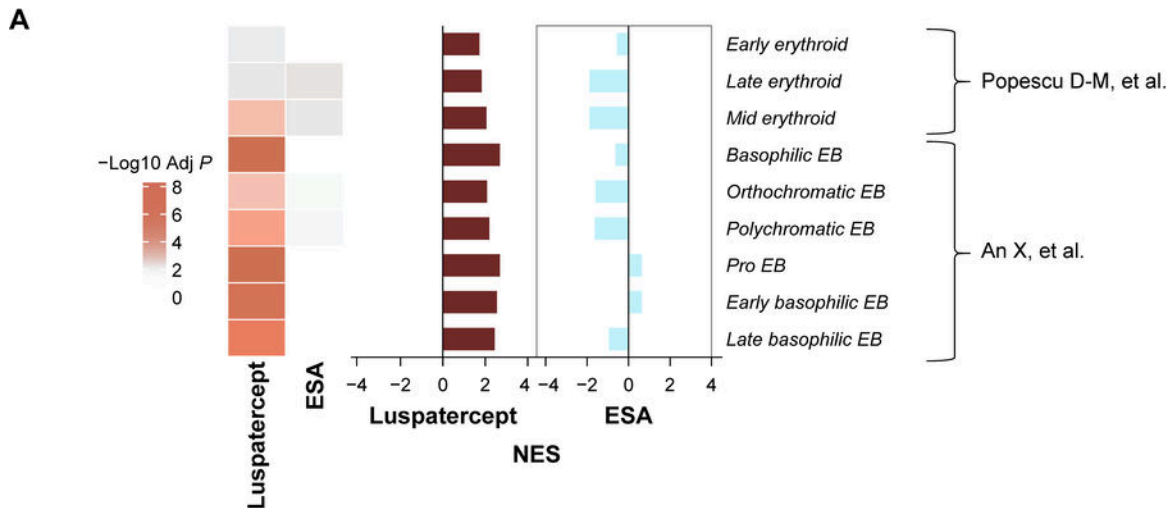 A
Early erythroid
Late erythroid
Mid erythroid
Basophilic EB
Orthochromatic EB
Polychromatic EB
Pro EB
Early basophilic EB
Late basophilic EB
Popescu D-M, et al.
An X, et al.
−Log10 Adj P
8
6
4
2
0
Luspatercept
ESA
−4 −2 0 2 4
Luspatercept
−4 −2 0 2 4
ESA
NES